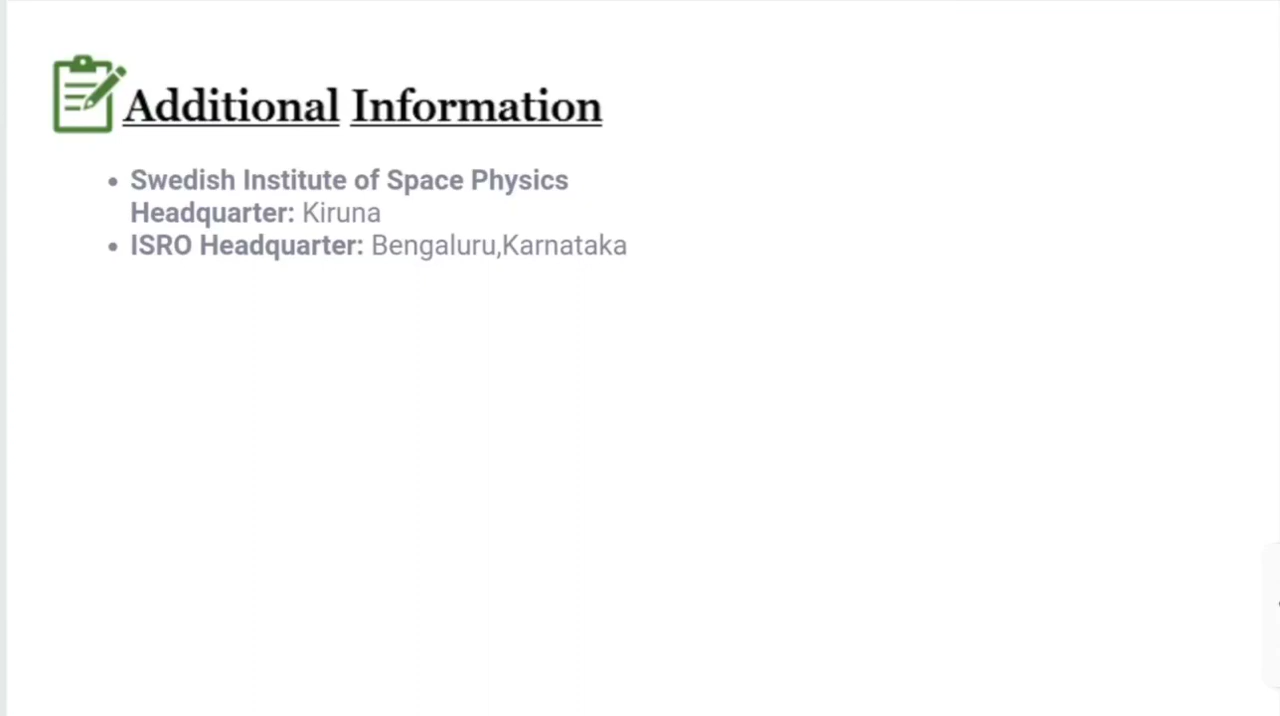 Additional Information
Swedish Institute of Space Physics
Headquarter: Kiruna
ISRO Headquarter: Bengaluru,Karnataka